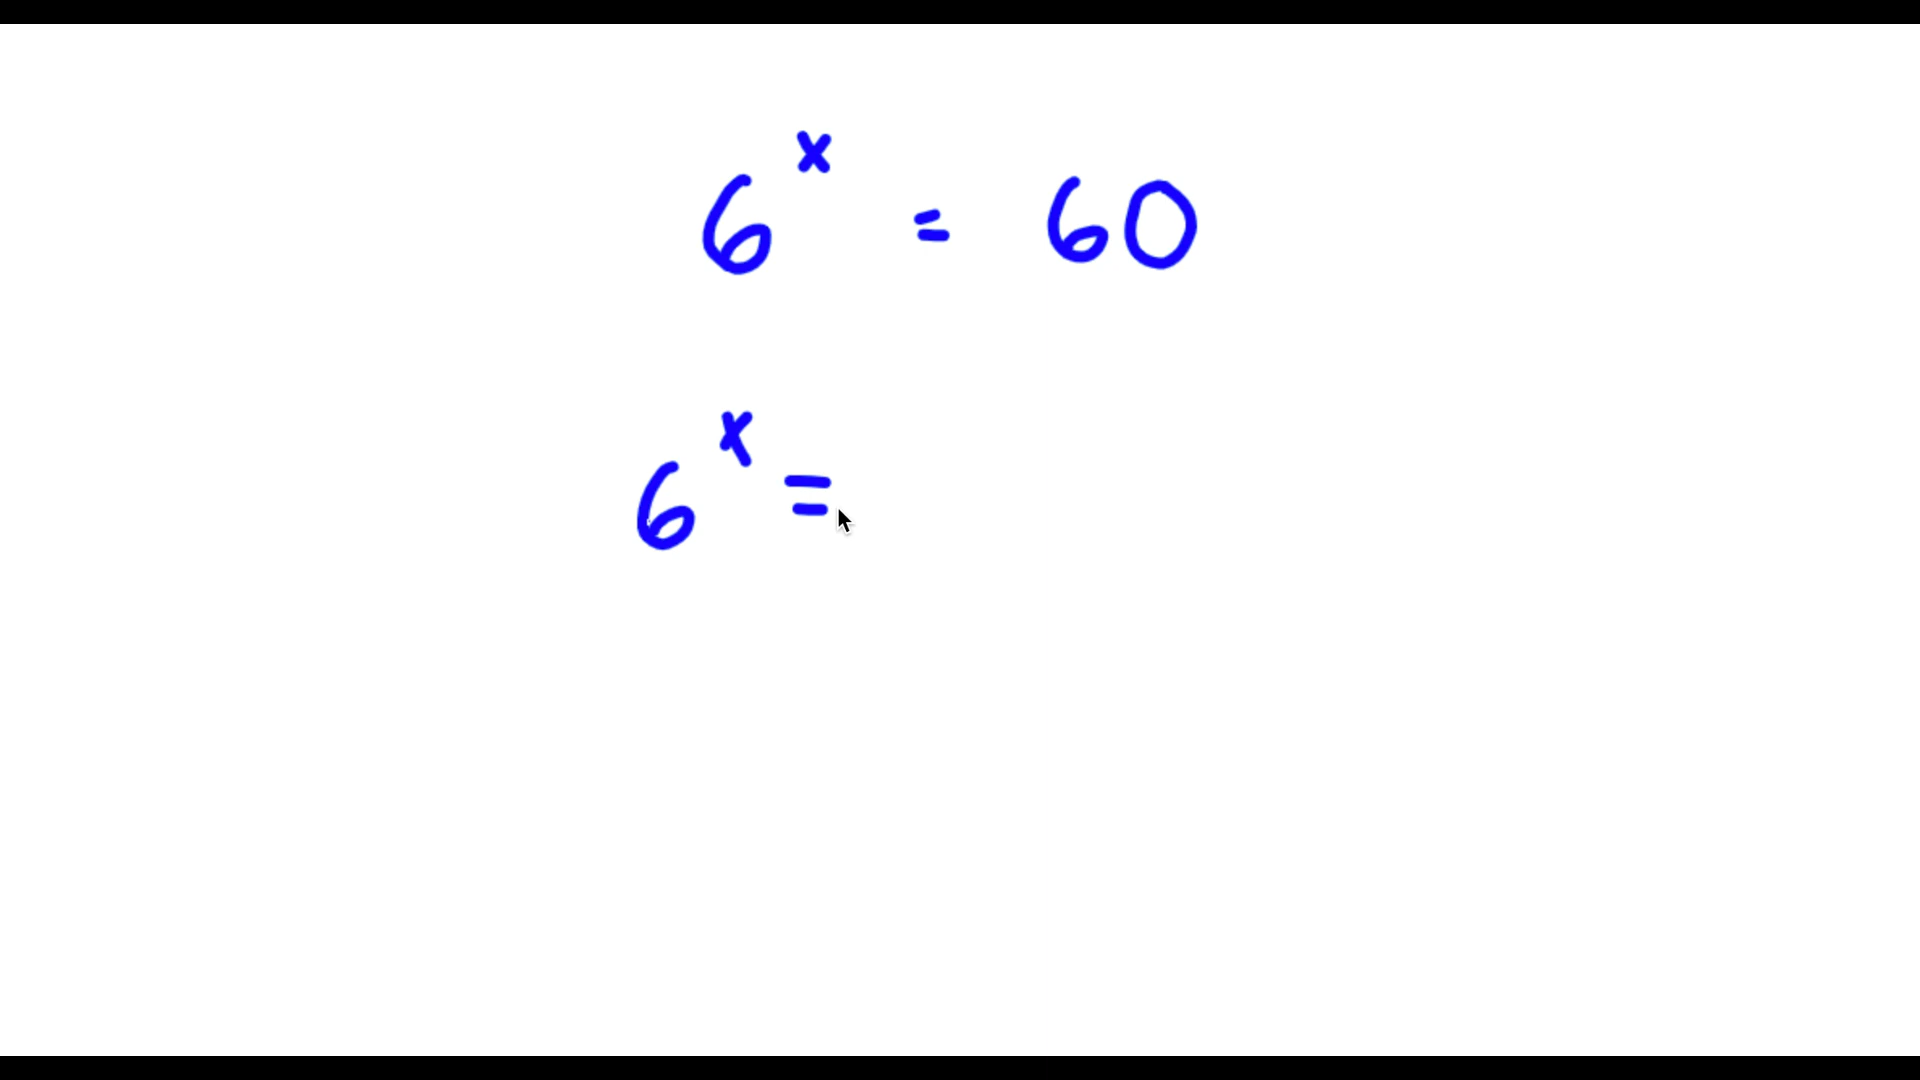 6^x = 60
6^x =